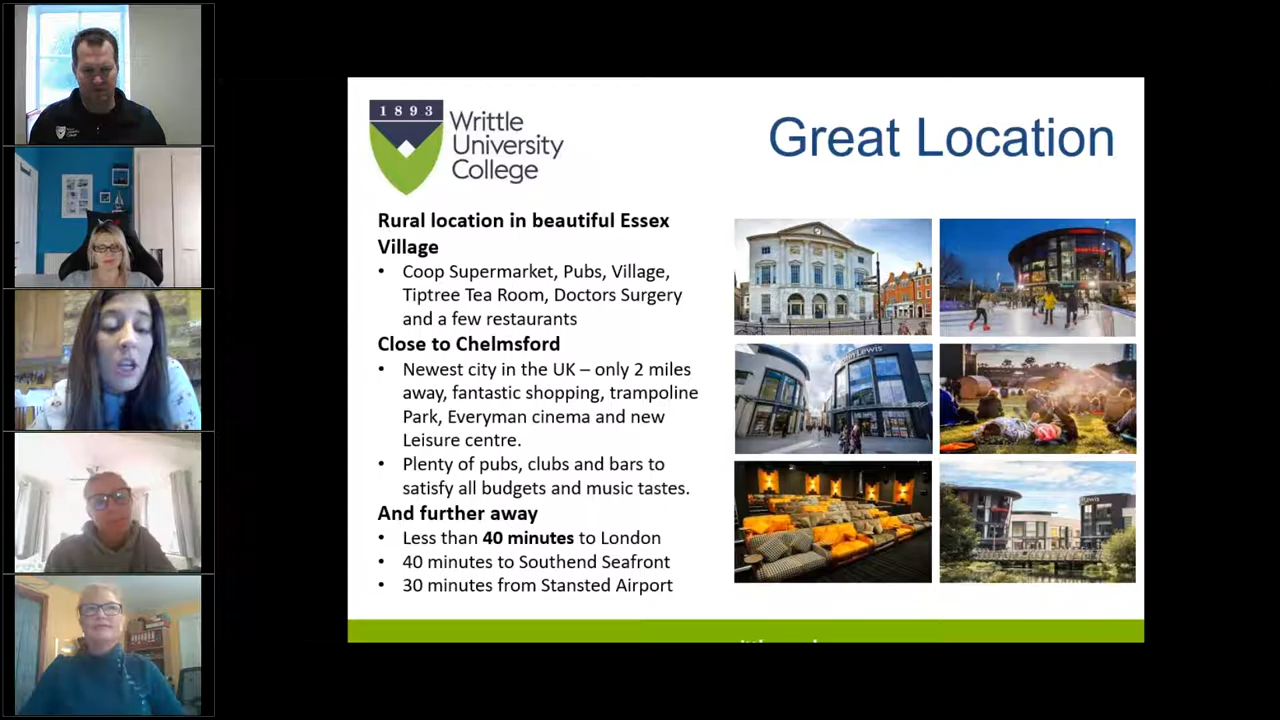 1893
Writtle
University
College
Great Location
Rural location in beautiful Essex
Village
• Coop Supermarket, Pubs, Village,
Tiptree Tea Room, Doctors Surgery
and a few restaurants
Close to Chelmsford
• Newest city in the UK – only 2 miles
away, fantastic shopping, trampoline
Park, Everyman cinema and new
Leisure centre.
• Plenty of pubs, clubs and bars to
satisfy all budgets and music tastes.
And further away
• Less than 40 minutes to London
• 40 minutes to Southend Seafront
• 30 minutes from Stansted Airport
Lewis
Lewis